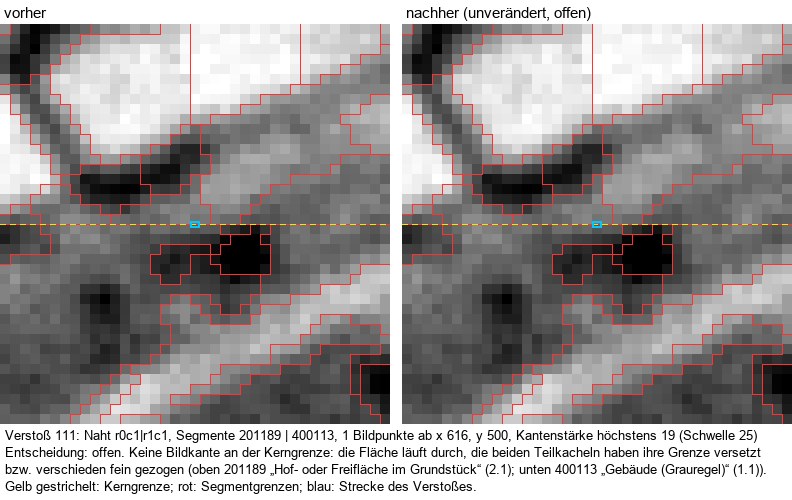 vorher
nachher (unverändert, offen)
Verstoß 111: Naht r0c1|r1c1, Segmente 201189 | 400113, 1 Bildpunkte ab x 616, y 500, Kantenstärke höchstens 19 (Schwelle 25)
Entscheidung: offen. Keine Bildkante an der Kerngrenze: die Fläche läuft durch, die beiden Teilkacheln haben ihre Grenze versetzt
bzw. verschieden fein gezogen (oben 201189 „Hof- oder Freifläche im Grundstück“ (2.1); unten 400113 „Gebäude (Grauregel)“ (1.1)).
Gelb gestrichelt: Kerngrenze; rot: Segmentgrenzen; blau: Strecke des Verstoßes.